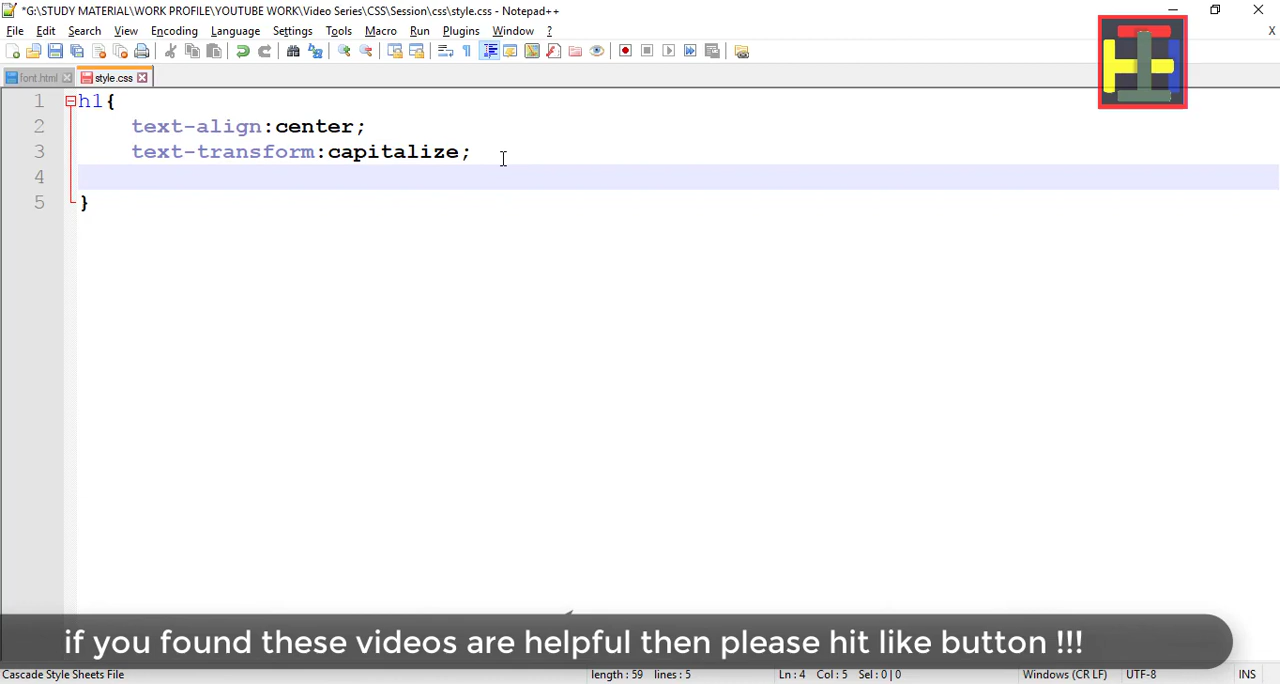 *G:\STUDY MATERIAL\WORK PROFILE\YOUTUBE WORK\Video Series\CSS\Session\css\style.css - Notepad++
File Edit Search View Encoding Language Settings Tools Macro Run Plugins Window ? X
font.html style.css
1 h1{
2 text-align:center;
3 text-transform:capitalize;
4
5 }
if you found these videos are helpful then please hit like button !!!
Cascade Style Sheets File length : 59 lines : 5 Ln : 4 Col : 5 Sel : 0 | 0 Windows (CR LF) UTF-8 INS